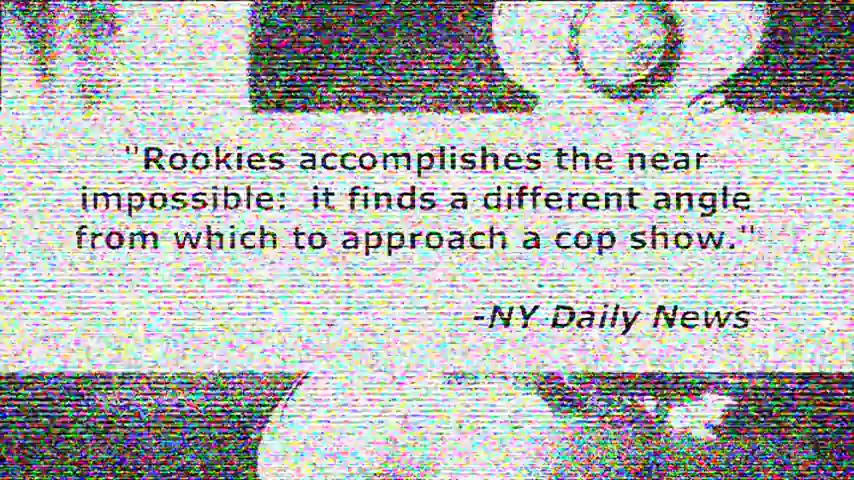 "Rookies accomplishes the near
impossible:  it finds a different angle
from which to approach a cop show."
-NY Daily News